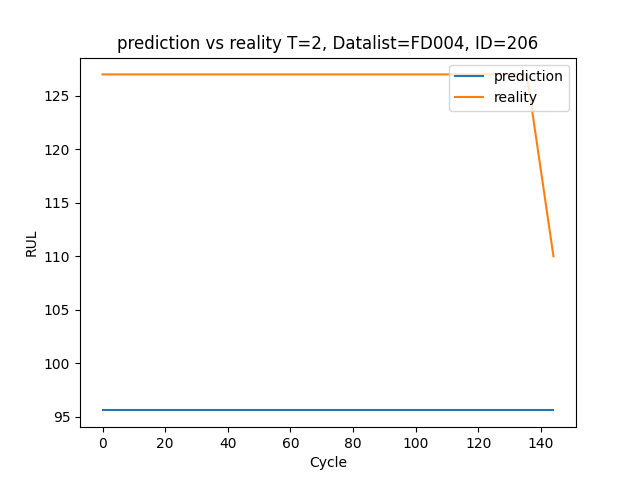 prediction vs reality T=2, Datalist=FD004, ID=206
prediction
reality
125
120
115
110
105
100
95
RUL
0 20 40 60 80 100 120 140
Cycle